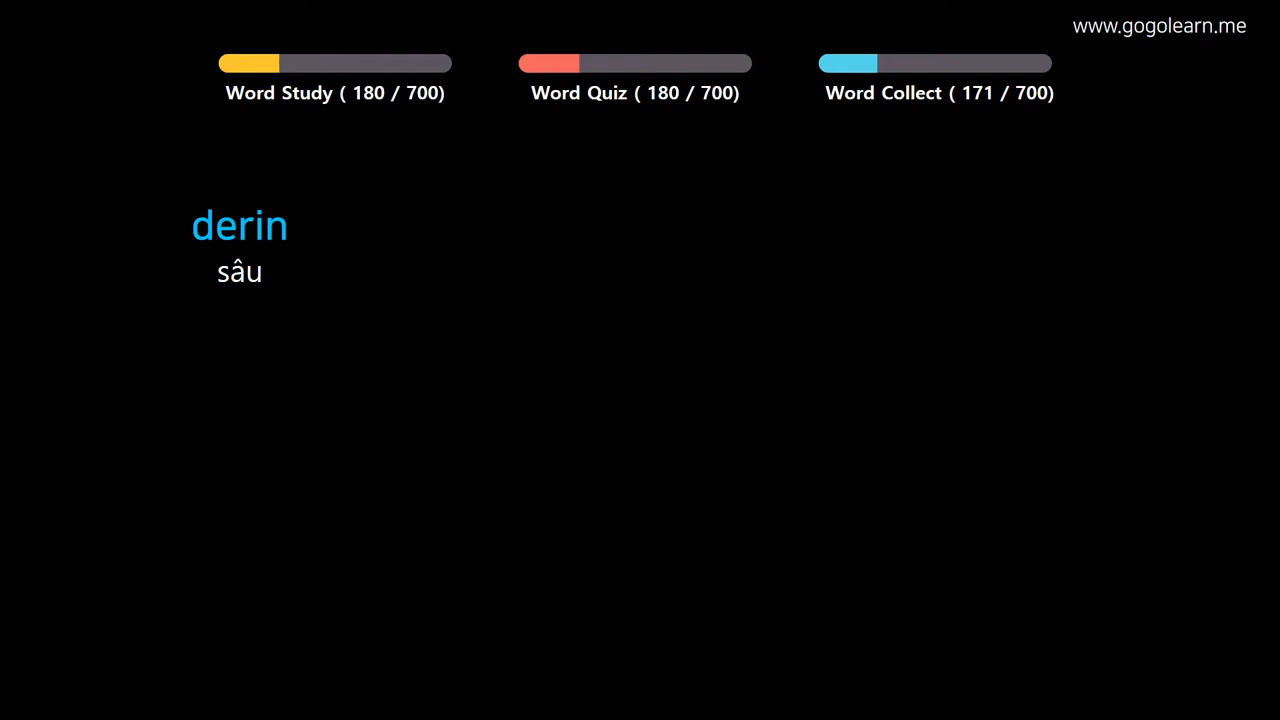 www.gogolearn.me
Word Study ( 180 / 700)
Word Quiz ( 180 / 700)
Word Collect ( 171 / 700)
derin
sâu